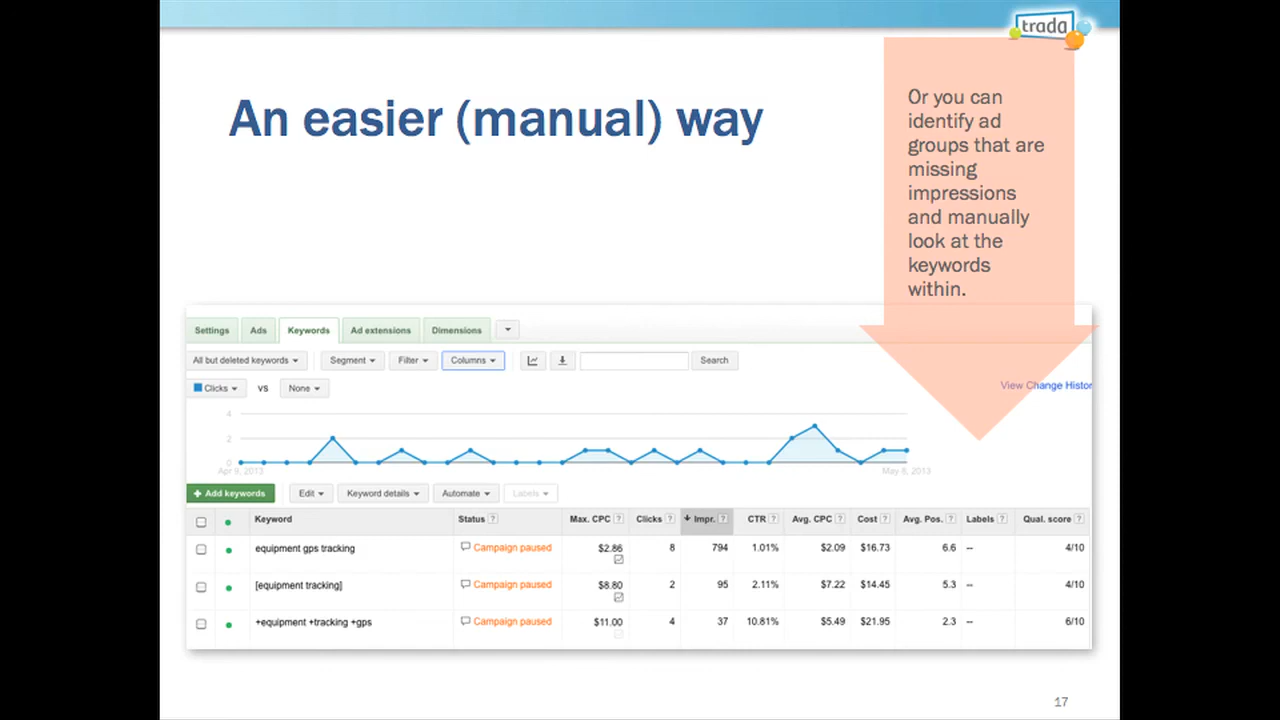 trada
An easier (manual) way
Or you can
identify ad
groups that are
missing
impressions
and manually
look at the
keywords
within.
Settings Ads Keywords Ad extensions Dimensions
All but deleted keywords Segment Filter Columns Search
Clicks VS None View Change Histor
4
2
0
Apr 9, 2013 May 8, 2013
+ Add keywords Edit Keyword details Automate Labels
Keyword Status ? Max. CPC ? Clicks ? Impr. ? CTR ? Avg. CPC ? Cost ? Avg. Pos. ? Labels ? Qual. score ?
equipment gps tracking Campaign paused $2.86 8 794 1.01% $2.09 $16.73 6.6 -- 4/10
[equipment tracking] Campaign paused $8.80 2 95 2.11% $7.22 $14.45 5.3 -- 4/10
+equipment +tracking +gps Campaign paused $11.00 4 37 10.81% $5.49 $21.95 2.3 -- 6/10
17